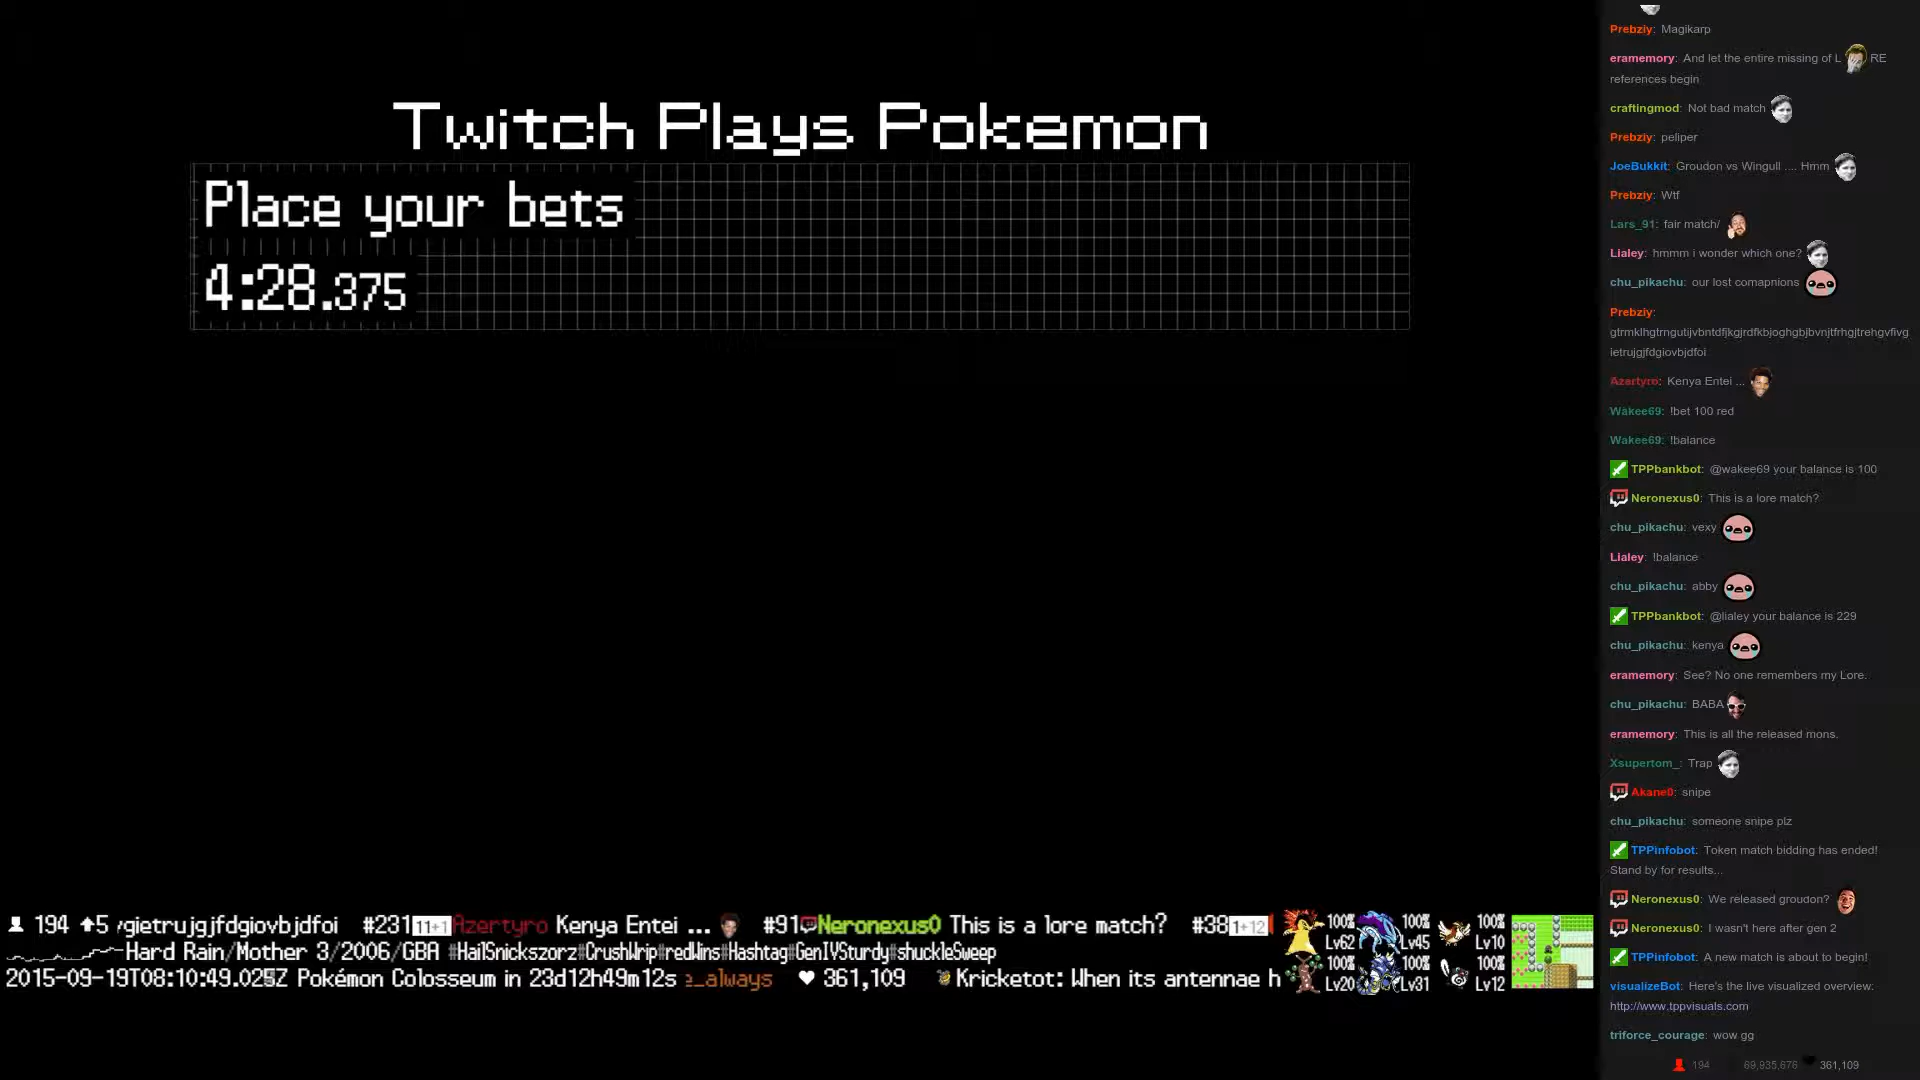 Twitch Plays Pokemon
Place your bets
4:28.375
194 5 gietrujgjfdgiovbjdfoi #231 11+1 Azertyro Kenya Entei ... #91 Neronexus0 This is a lore match? #38 1+12
Hard Rain/Mother 3/2006/GBA #HailSnickszorz#CrushWrip#redWins#Hashtag#GenIVSturdy#shuckleSweep
Pokémon Colosseum in 23d12h49m12s _always ♥ 361,109 Kricketot: When its antennae h
100% 100% 100%
Lv62 Lv45 Lv10
100% 100% 100%
Lv20 Lv31 Lv12
Prebziy: Magikarp
eramemory: And let the entire missing of L RE
references begin
craftingmod: Not bad match
Prebziy: peliper
JoeBukkit: Groudon vs Wingull .... Hmm
Prebziy: Wtf
Lars_91: fair match/
Lialey: hmmm i wonder which one?
chu_pikachu: our lost comapnions
Prebziy:
gtrmklhgtrngutijvbntdfjkgjrdfkbjoghgbjbvnjtfrhgjtrehgvfivg
ietrujgjfdgiovbjdfoi
Azertyro: Kenya Entei ...
Wakee69: !bet 100 red
Wakee69: !balance
TPPbankbot: @wakee69 your balance is 100
Neronexus0: This is a lore match?
chu_pikachu: vexy
Lialey: !balance
chu_pikachu: abby
TPPbankbot: @lialey your balance is 229
chu_pikachu: kenya
eramemory: See? No one remembers my Lore.
chu_pikachu: BABA
eramemory: This is all the released mons.
Xsupertom_: Trap
Akane0: snipe
chu_pikachu: someone snipe plz
TPPinfobot: Token match bidding has ended!
Stand by for results...
Neronexus0: We released groudon?
Neronexus0: I wasn't here after gen 2
TPPinfobot: A new match is about to begin!
visualizeBot: Here's the live visualized overview:
http://www.tppvisuals.com
triforce_courage: wow gg
194 69,935,676 361,109